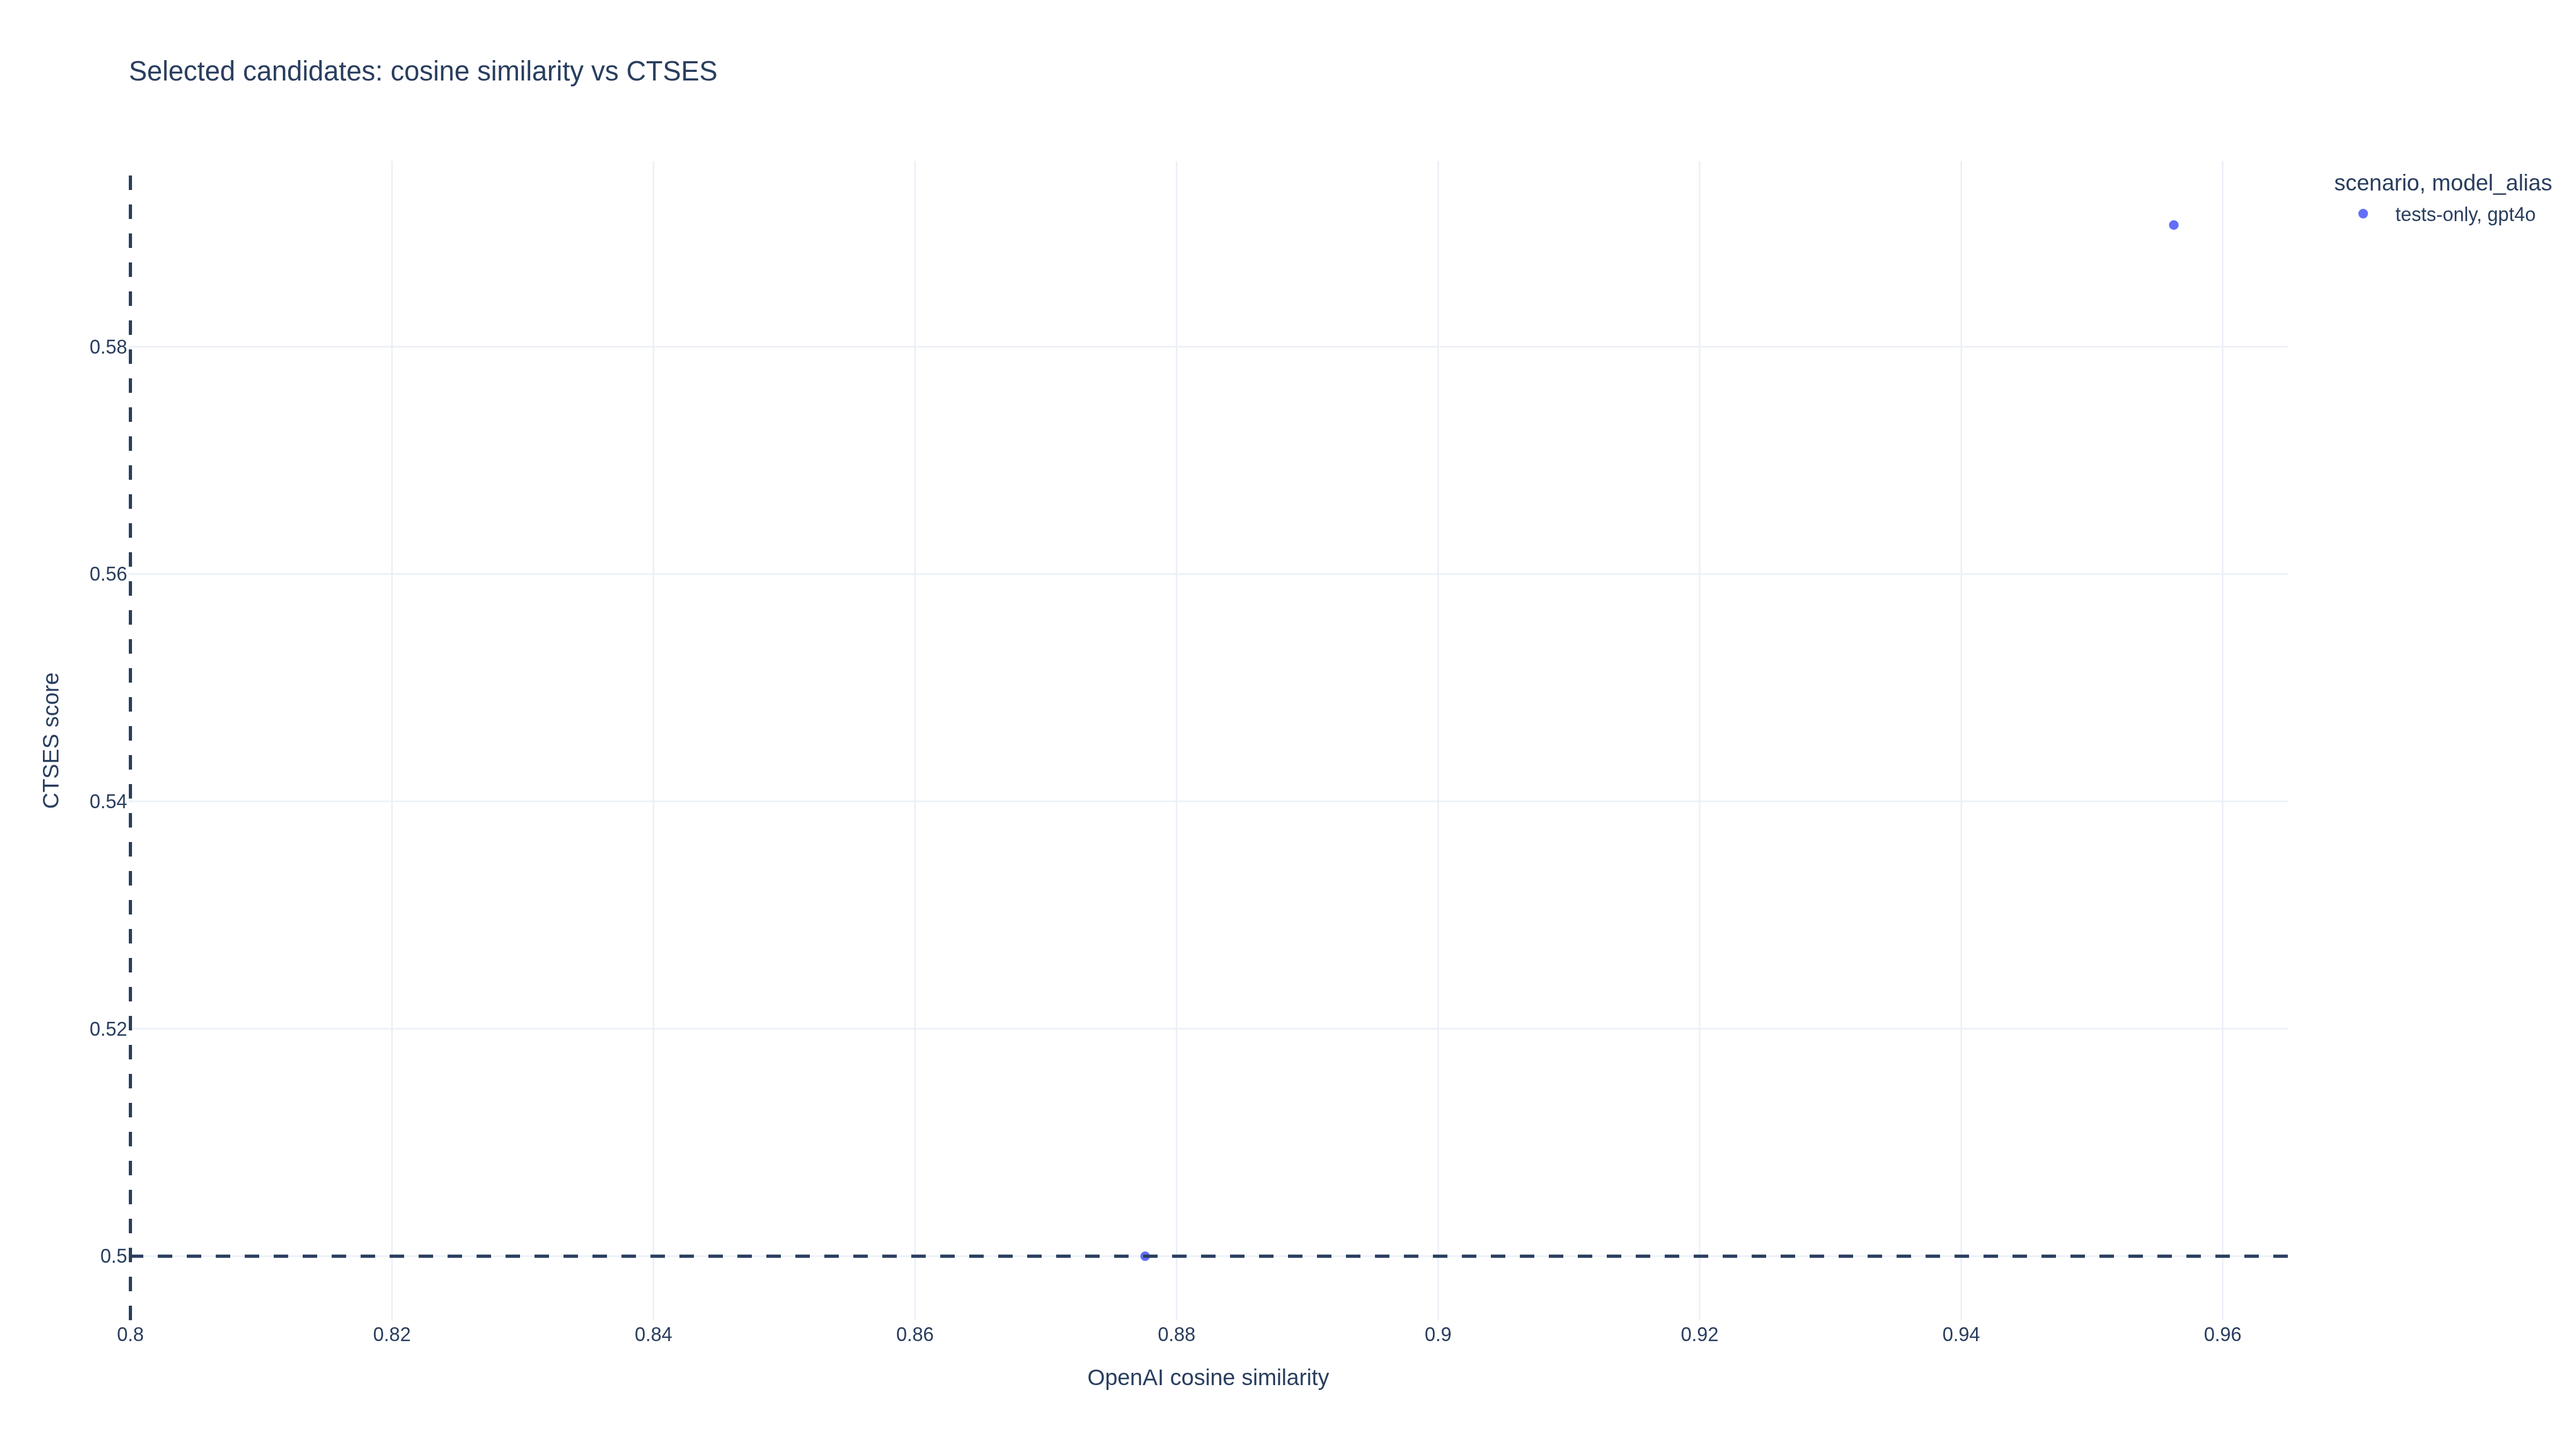 Selected candidates: cosine similarity vs CTSES
scenario, model_alias
tests-only, gpt4o
CTSES score
0.58
0.56
0.54
0.52
0.5
0.8
0.82
0.84
0.86
0.88
0.9
0.92
0.94
0.96
OpenAI cosine similarity